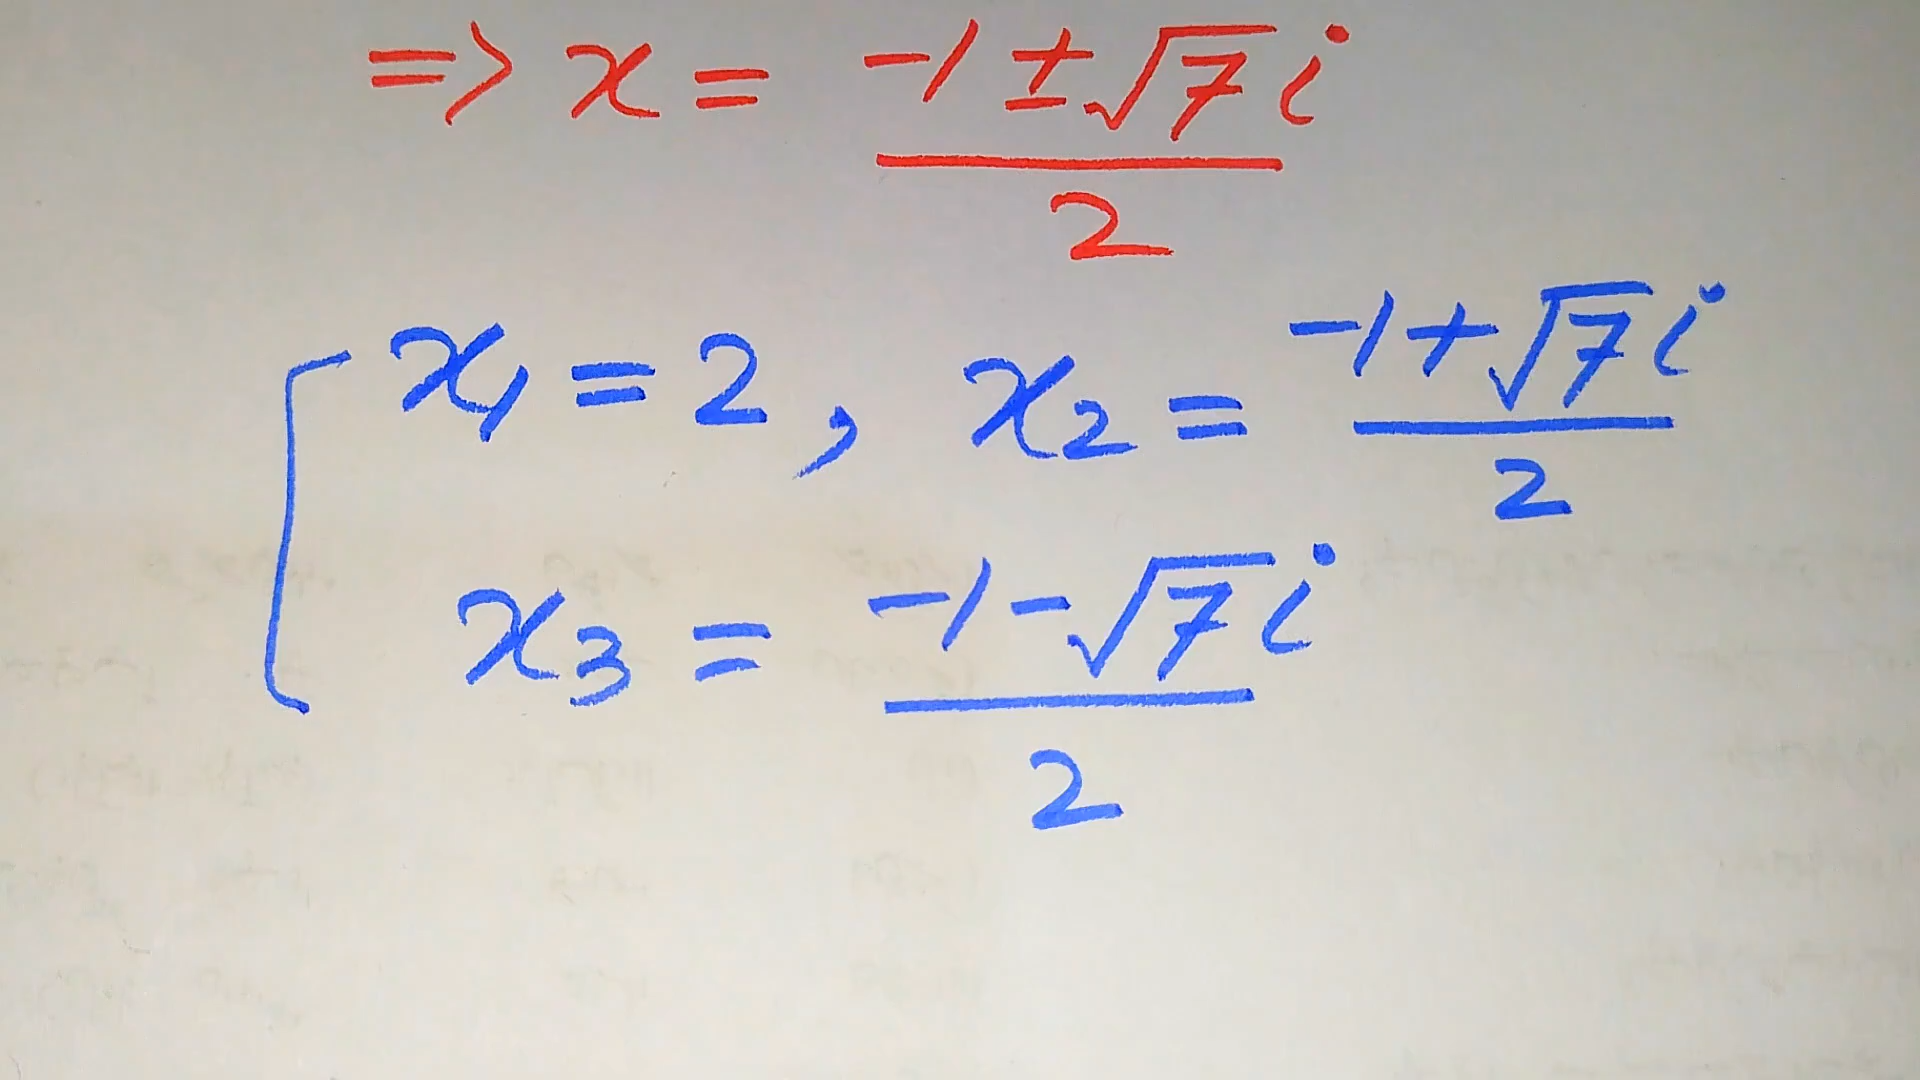 => x = (-1 ± √7 i) / 2
x₁ = 2, x₂ = (-1 + √7 i) / 2
x₃ = (-1 - √7 i) / 2